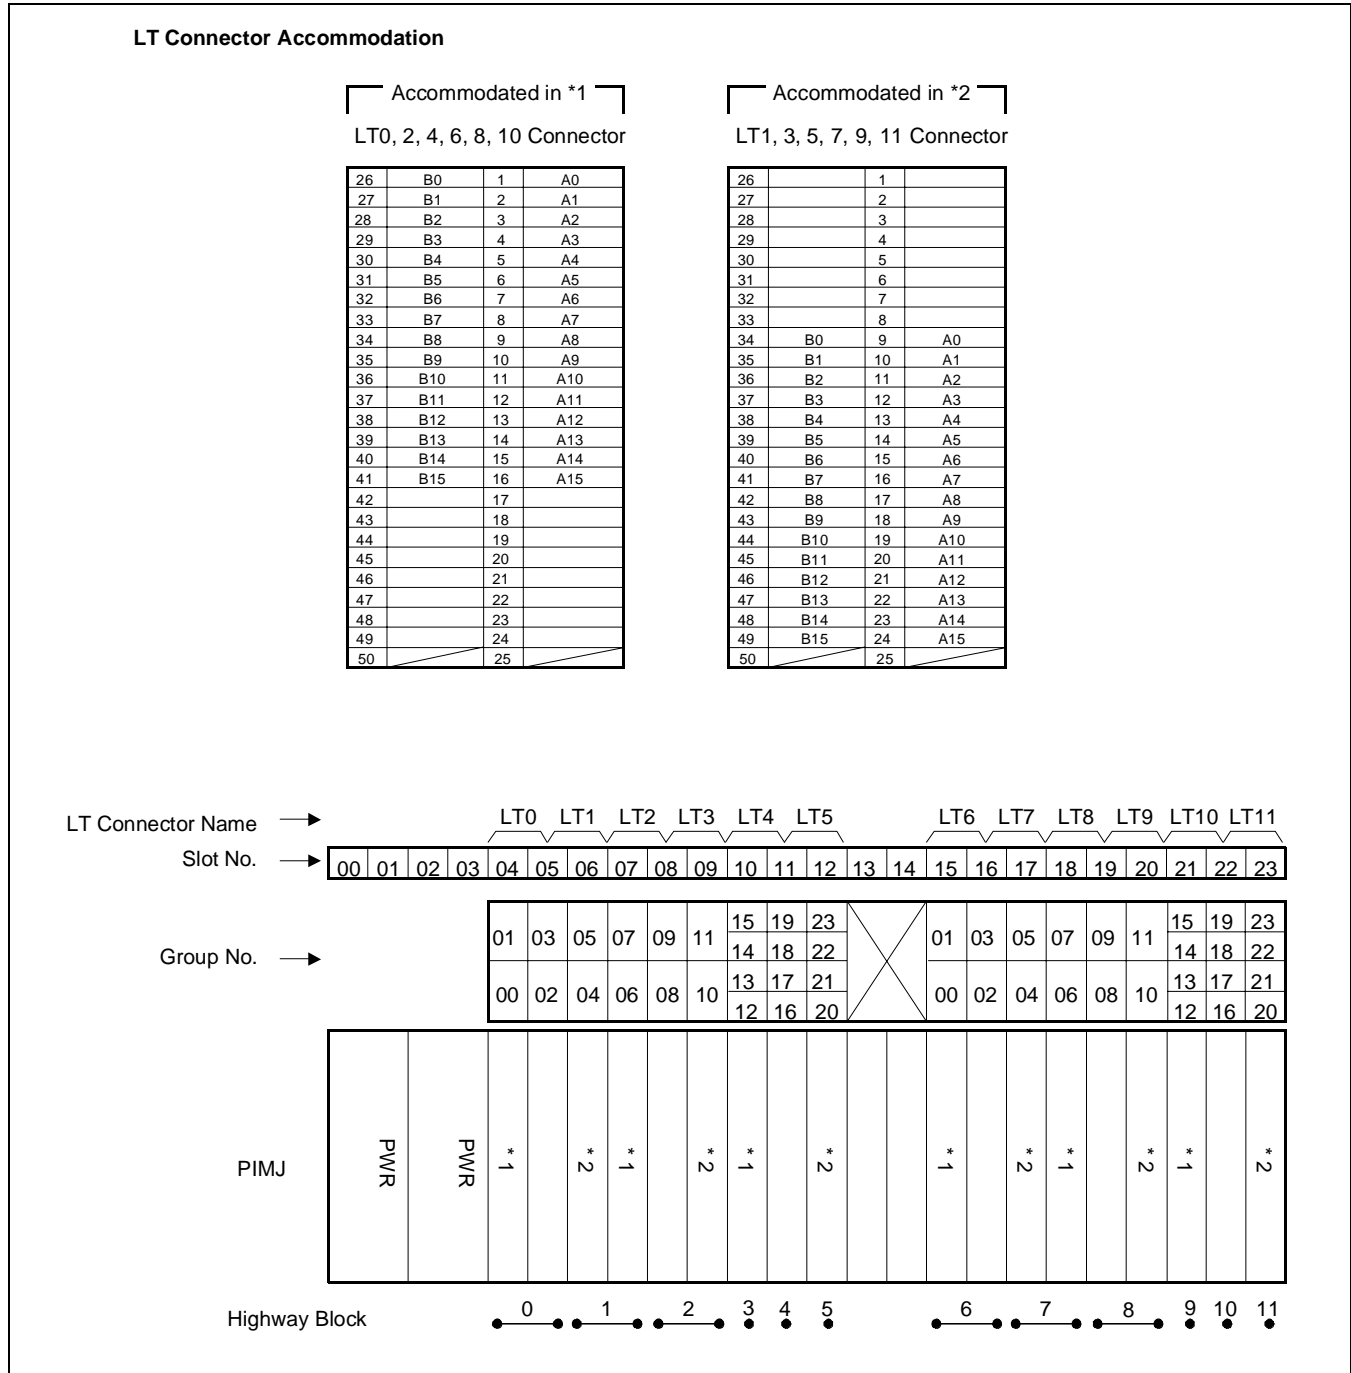 LT Connector Accommodation
Accommodated in *1 Accommodated in *2
LT0, 2, 4, 6, 8, 10 Connector LT1, 3, 5, 7, 9, 11 Connector
26 B0 1 A0 26 1
27 B1 2 A1 27 2
28 B2 3 A2 28 3
29 B3 4 A3 29 4
30 B4 5 A4 30 5
31 B5 6 A5 31 6
32 B6 7 A6 32 7
33 B7 8 A7 33 8
34 B8 9 A8 34 B0 9 A0
35 B9 10 A9 35 B1 10 A1
36 B10 11 A10 36 B2 11 A2
37 B11 12 A11 37 B3 12 A3
38 B12 13 A12 38 B4 13 A4
39 B13 14 A13 39 B5 14 A5
40 B14 15 A14 40 B6 15 A6
41 B15 16 A15 41 B7 16 A7
42 17 42 B8 17 A8
43 18 43 B9 18 A9
44 19 44 B10 19 A10
45 20 45 B11 20 A11
46 21 46 B12 21 A12
47 22 47 B13 22 A13
48 23 48 B14 23 A14
49 24 49 B15 24 A15
50 25 50 25
LT Connector Name LT0 LT1 LT2 LT3 LT4 LT5 LT6 LT7 LT8 LT9 LT10 LT11
Slot No. 00 01 02 03 04 05 06 07 08 09 10 11 12 13 14 15 16 17 18 19 20 21 22 23
Group No.
15 19 23 15 19 23
01 03 05 07 09 11 01 03 05 07 09 11
14 18 22 14 18 22
13 17 21 13 17 21
00 02 04 06 08 10 00 02 04 06 08 10
12 16 20 12 16 20
PIMJ PWR PWR *1 *2 *1 *2 *1 *2 *1 *2 *1 *2 *1 *2
Highway Block 0 1 2 3 4 5 6 7 8 9 10 11